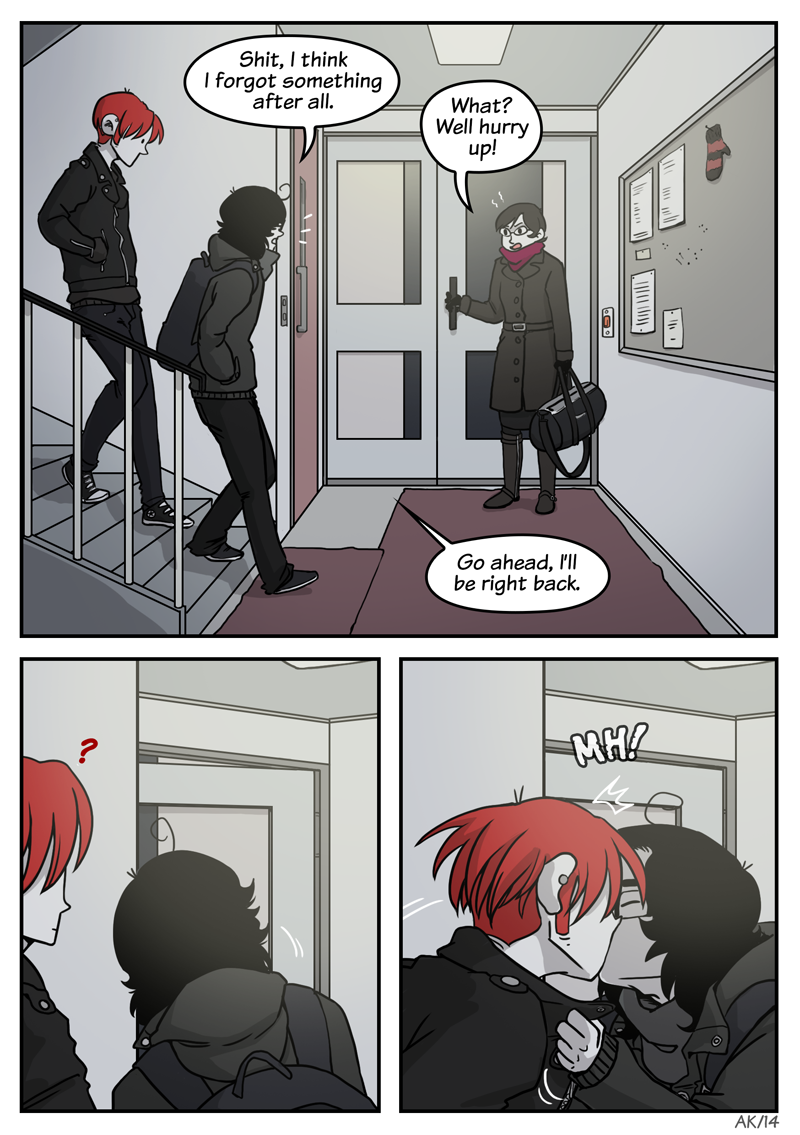 Shit, I think
I forgot something
after all.
What?
Well hurry
up!
Go ahead, I'll
be right back.
?
MH!
AK/14